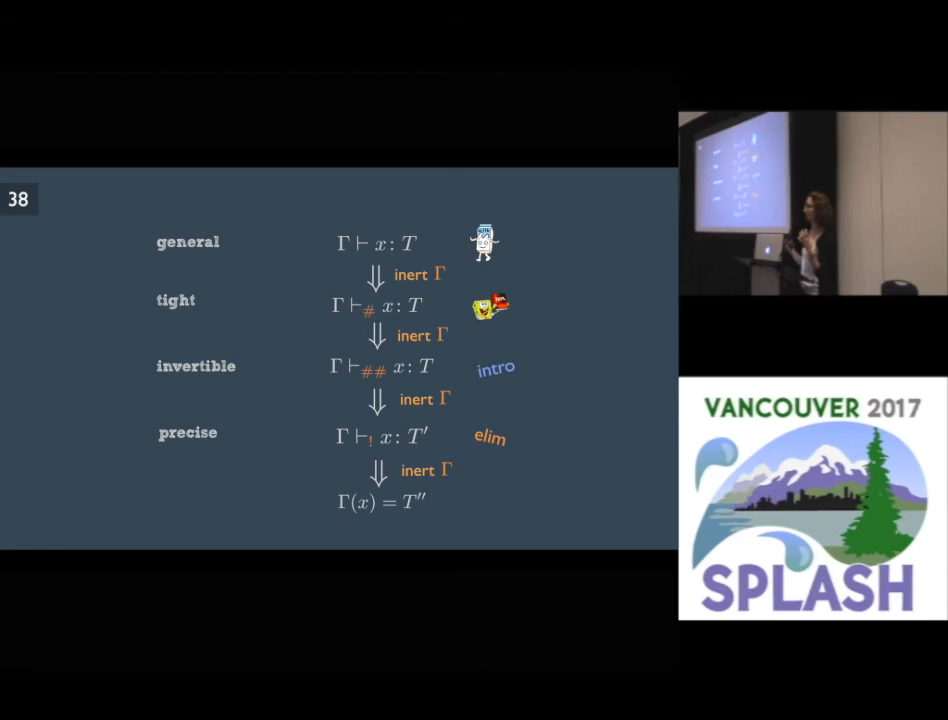 38
general Γ ⊢ x: T
⇓ inert Γ
tight Γ ⊢# x: T
⇓ inert Γ
invertible Γ ⊢## x: T intro
⇓ inert Γ
precise Γ ⊢! x: T′ elim
⇓ inert Γ
Γ(x) = T″
VANCOUVER 2017
SPLASH